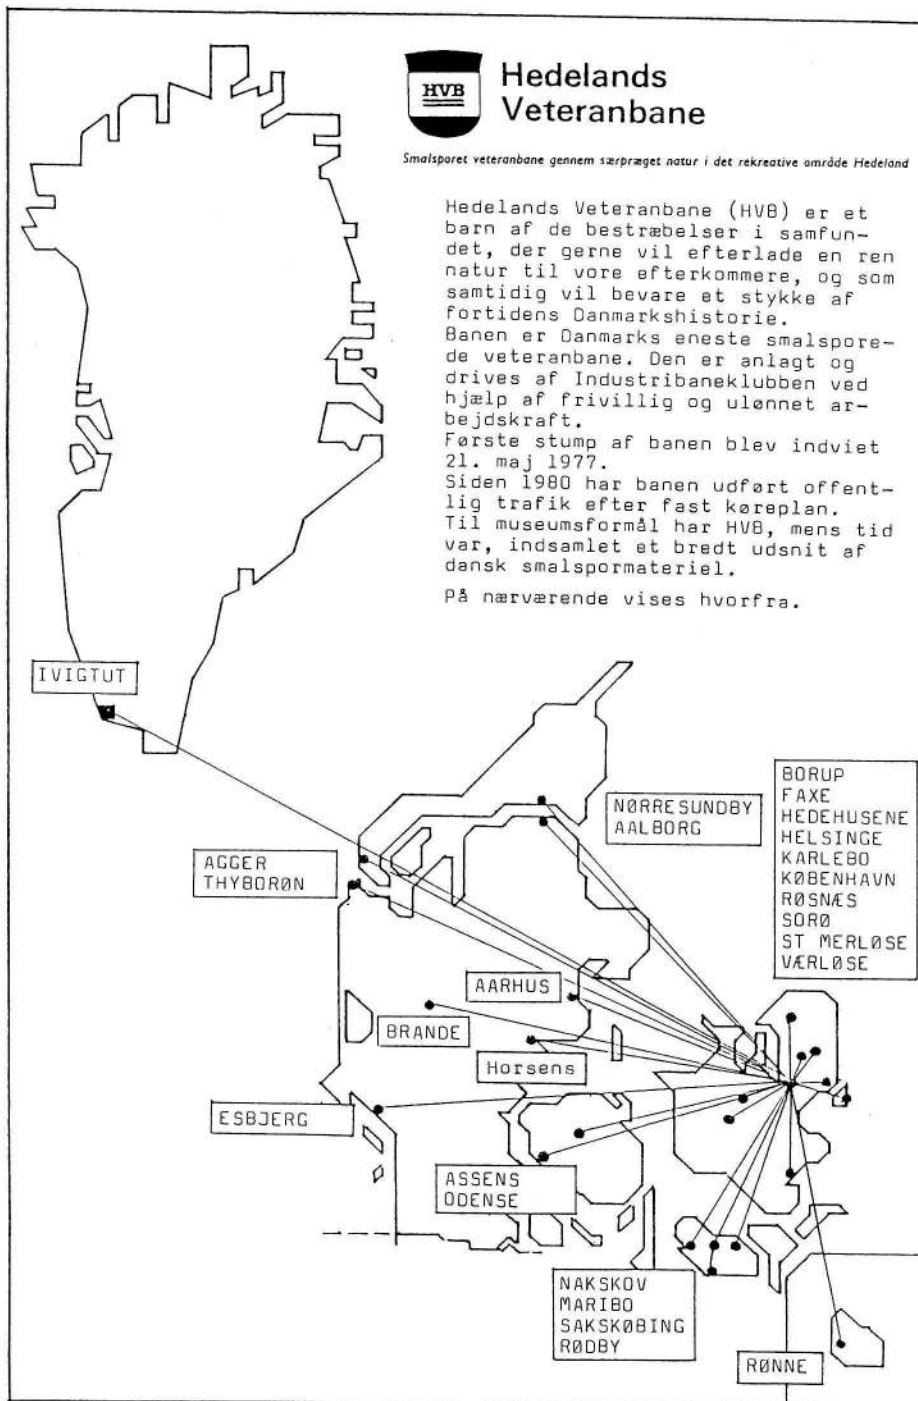 HVB
Hedelands
Veteranbane
Smalsporet veteranbane gennem særpræget natur i det rekreative område Hedeland
Hedelands Veteranbane (HVB) er et
barn af de bestræbelser i samfun-
det, der gerne vil efterlade en ren
natur til vore efterkommere, og som
samtidig vil bevare et stykke af
fortidens Danmarkshistorie.
Banen er Danmarks eneste smalspore-
de veteranbane. Den er anlagt og
drives af Industribaneklubben ved
hjælp af frivillig og ulønnet ar-
bejdskraft.
Første stump af banen blev indviet
21. maj 1977.
Siden 1980 har banen udført offent-
lig trafik efter fast køreplan.
Til museumsformål har HVB, mens tid
var, indsamlet et bredt udsnit af
dansk smalspormateriel.
På nærværende vises hvorfra.
IVIGTUT
NØRRESUNDBY
AALBORG
BORUP
FAXE
HEDEHUSENE
HELSINGE
KARLEBO
KØBENHAVN
RØSNÆS
SORØ
ST MERLØSE
VÆRLØSE
AGGER
THYBORØN
AARHUS
BRANDE
Horsens
ESBJERG
ASSENS
ODENSE
NAKSKOV
MARIBO
SAKSKØBING
RØDBY
RØNNE